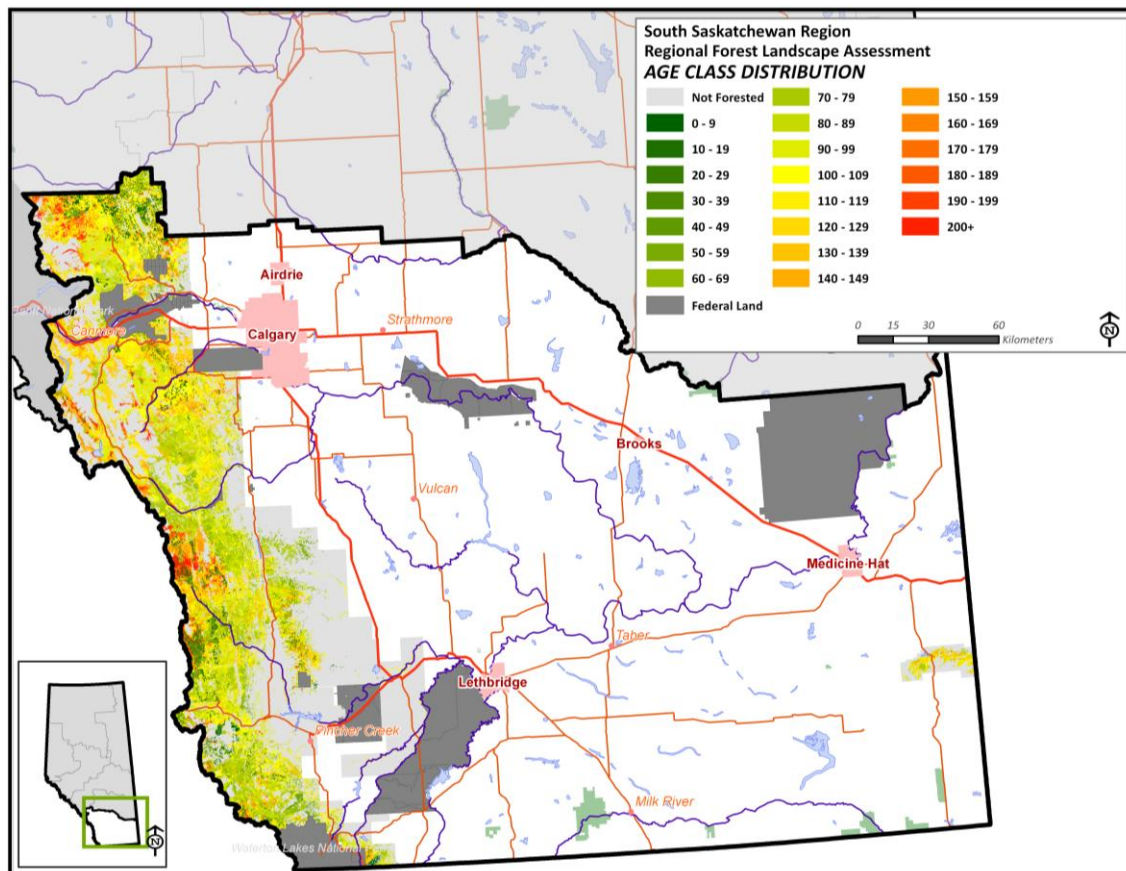 South Saskatchewan Region
Regional Forest Landscape Assessment
AGE CLASS DISTRIBUTION
Not Forested
0 - 9
10 - 19
20 - 29
30 - 39
40 - 49
50 - 59
60 - 69
Federal Land
70 - 79
80 - 89
90 - 99
100 - 109
110 - 119
120 - 129
130 - 139
140 - 149
150 - 159
160 - 169
170 - 179
180 - 189
190 - 199
200+
0 15 30 60
Kilometers
N
Airdrie
Park
Canmore
Calgary
Strathmore
Brooks
Vulcan
Medicine Hat
Taber
Lethbridge
Pincher Creek
Milk River
Waterton Lakes National
N